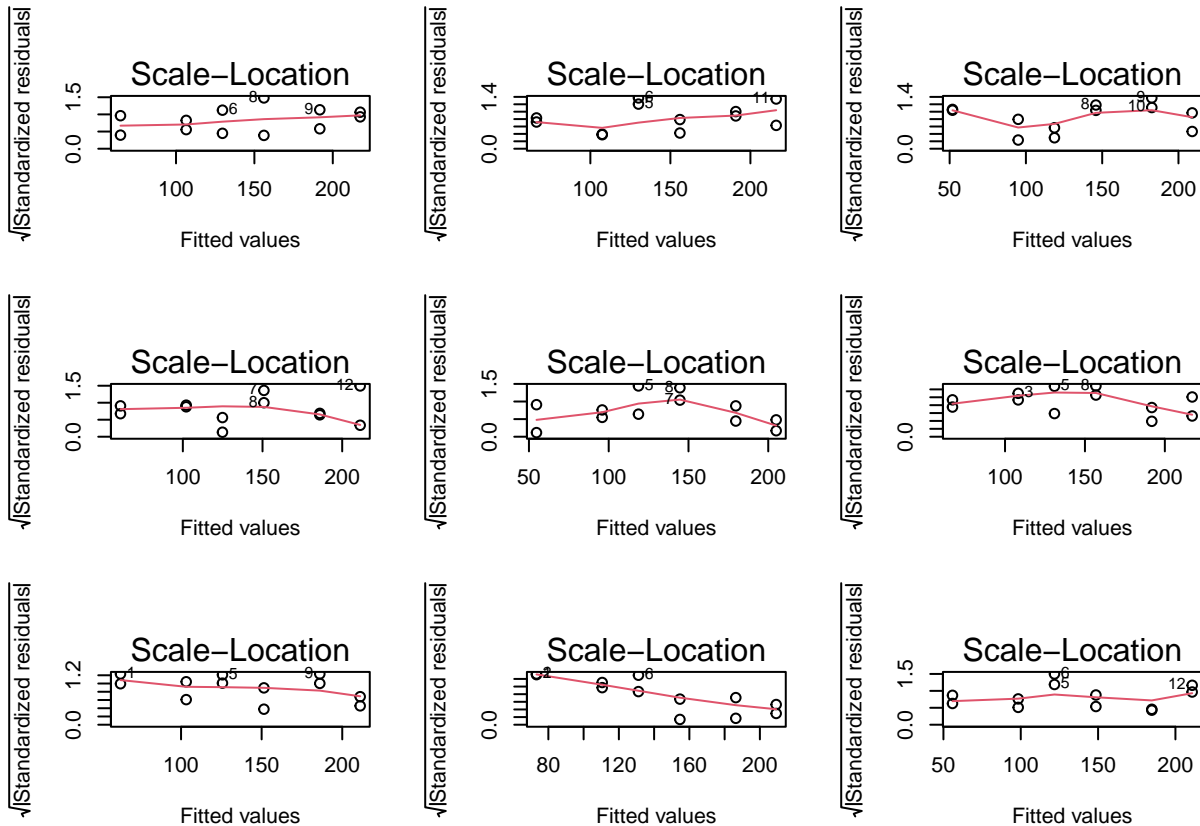 Scale−Location
√|Standardized residuals|
1.5
0.0
8
6
9
100 150 200
Fitted values
Scale−Location
√|Standardized residuals|
1.4
0.0
6
5
11
100 150 200
Fitted values
Scale−Location
√|Standardized residuals|
1.4
0.0
9
8
10
50 100 150 200
Fitted values
Scale−Location
√|Standardized residuals|
1.5
0.0
12
7
8
100 150 200
Fitted values
Scale−Location
√|Standardized residuals|
1.5
0.0
5
8
7
50 100 150 200
Fitted values
Scale−Location
√|Standardized residuals|
0.0
5
8
3
100 150 200
Fitted values
Scale−Location
√|Standardized residuals|
1.2
0.0
1
5
9
100 150 200
Fitted values
Scale−Location
√|Standardized residuals|
0.0
6
80 120 160 200
Fitted values
Scale−Location
√|Standardized residuals|
1.5
0.0
6
5
12
50 100 150 200
Fitted values